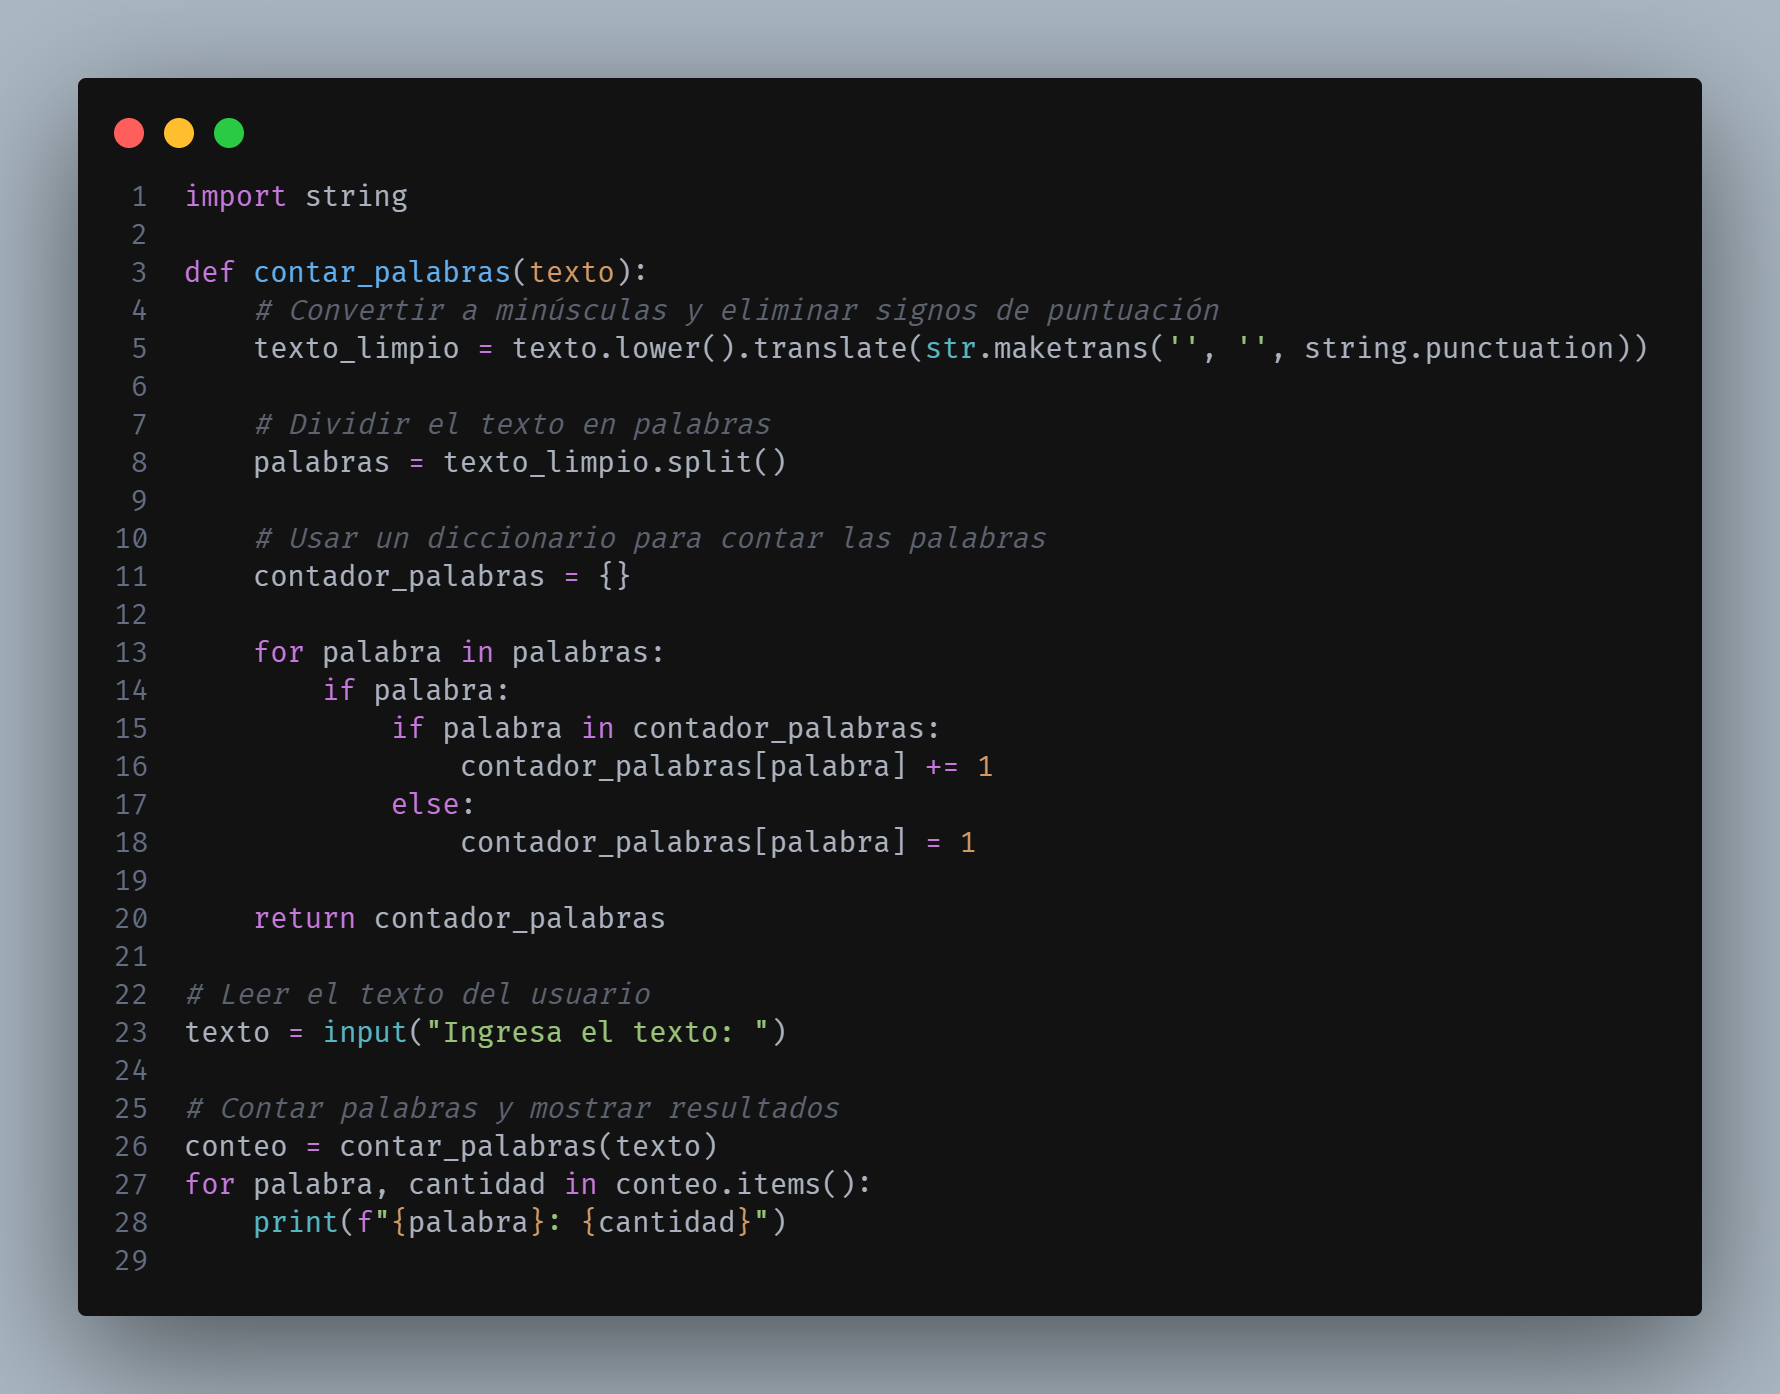 1 import string
2
3 def contar_palabras(texto):
4     # Convertir a minúsculas y eliminar signos de puntuación
5     texto_limpio = texto.lower().translate(str.maketrans('', '', string.punctuation))
6
7     # Dividir el texto en palabras
8     palabras = texto_limpio.split()
9
10     # Usar un diccionario para contar las palabras
11     contador_palabras = {}
12
13     for palabra in palabras:
14         if palabra:
15             if palabra in contador_palabras:
16                 contador_palabras[palabra] += 1
17             else:
18                 contador_palabras[palabra] = 1
19
20     return contador_palabras
21
22 # Leer el texto del usuario
23 texto = input("Ingresa el texto: ")
24
25 # Contar palabras y mostrar resultados
26 conteo = contar_palabras(texto)
27 for palabra, cantidad in conteo.items():
28     print(f"{palabra}: {cantidad}")
29